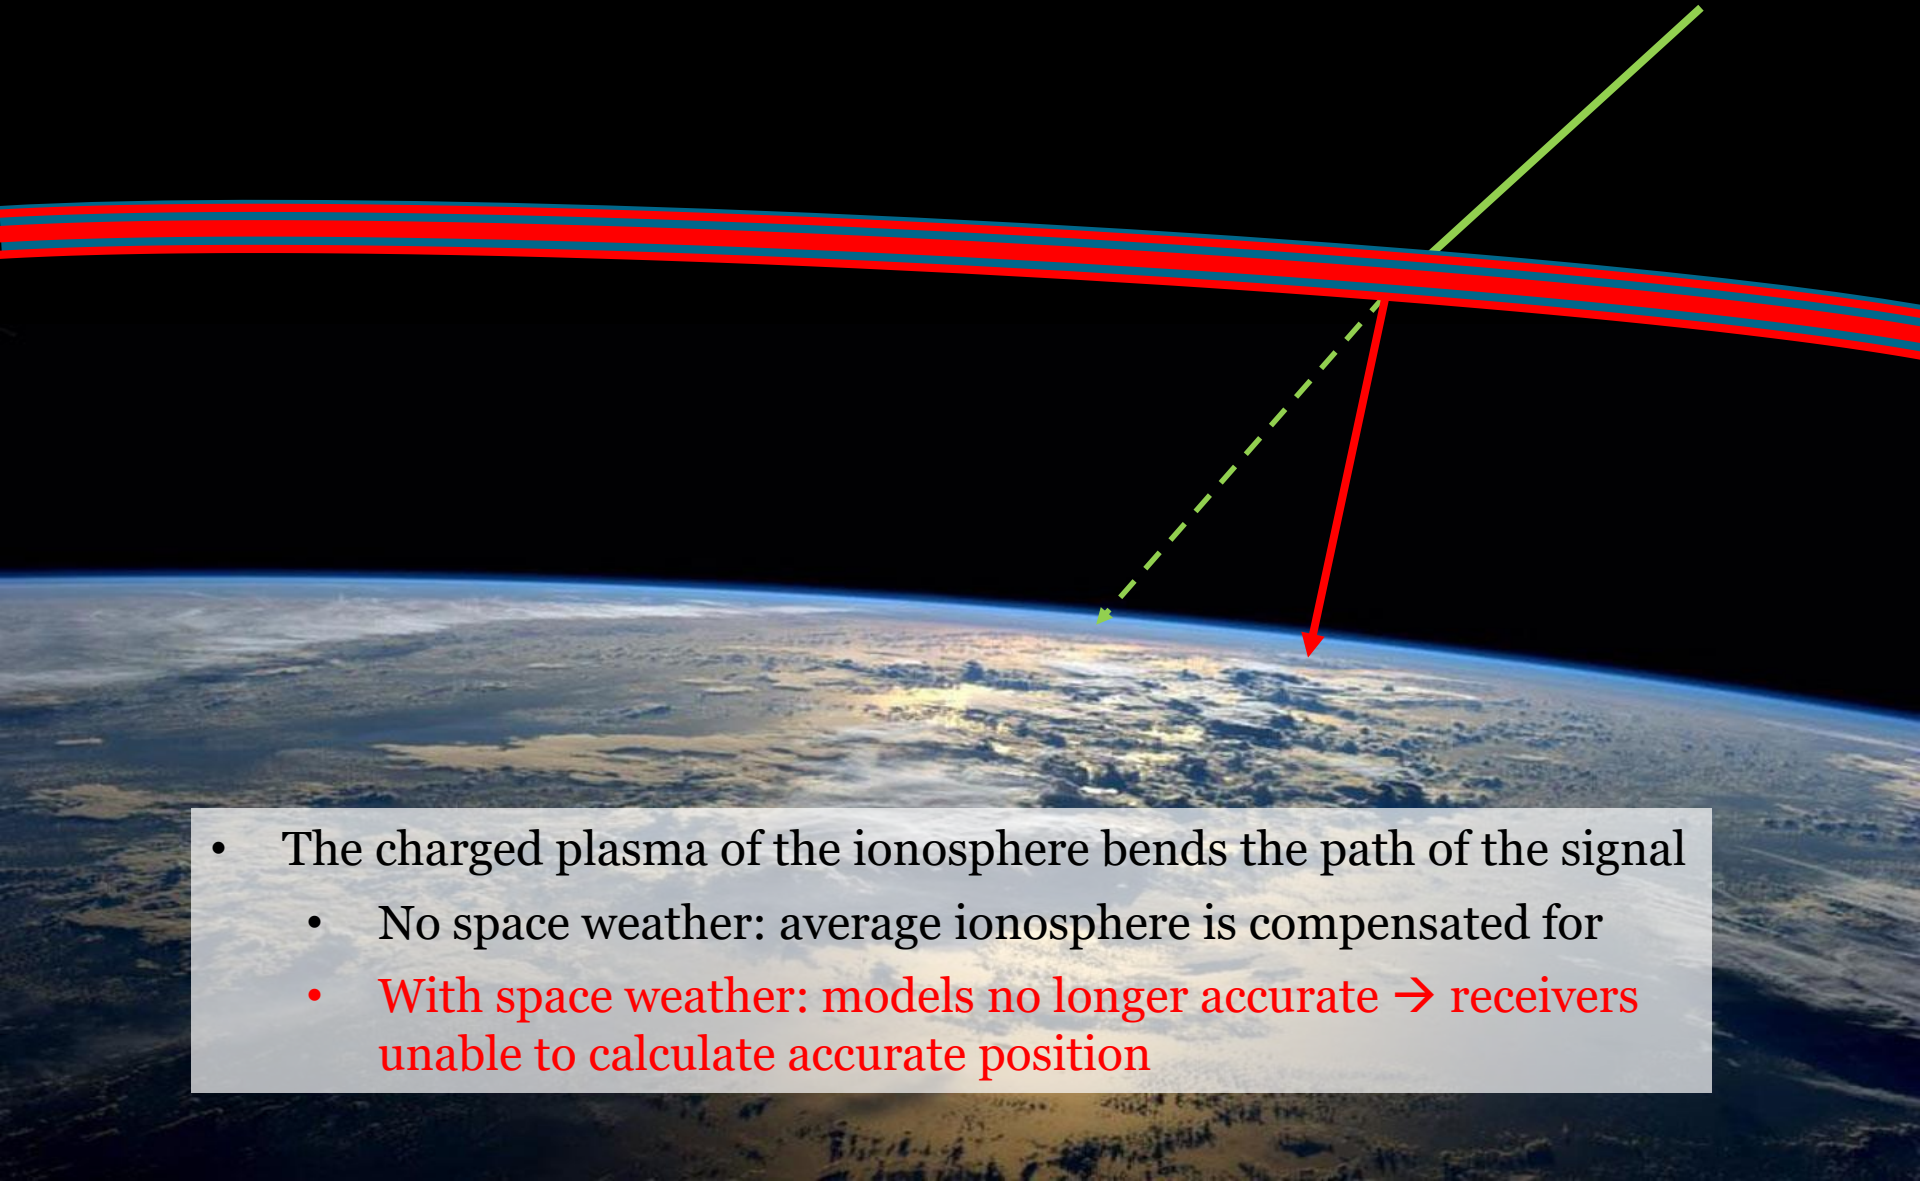 • The charged plasma of the ionosphere bends the path of the signal
• No space weather: average ionosphere is compensated for
• With space weather: models no longer accurate → receivers
unable to calculate accurate position